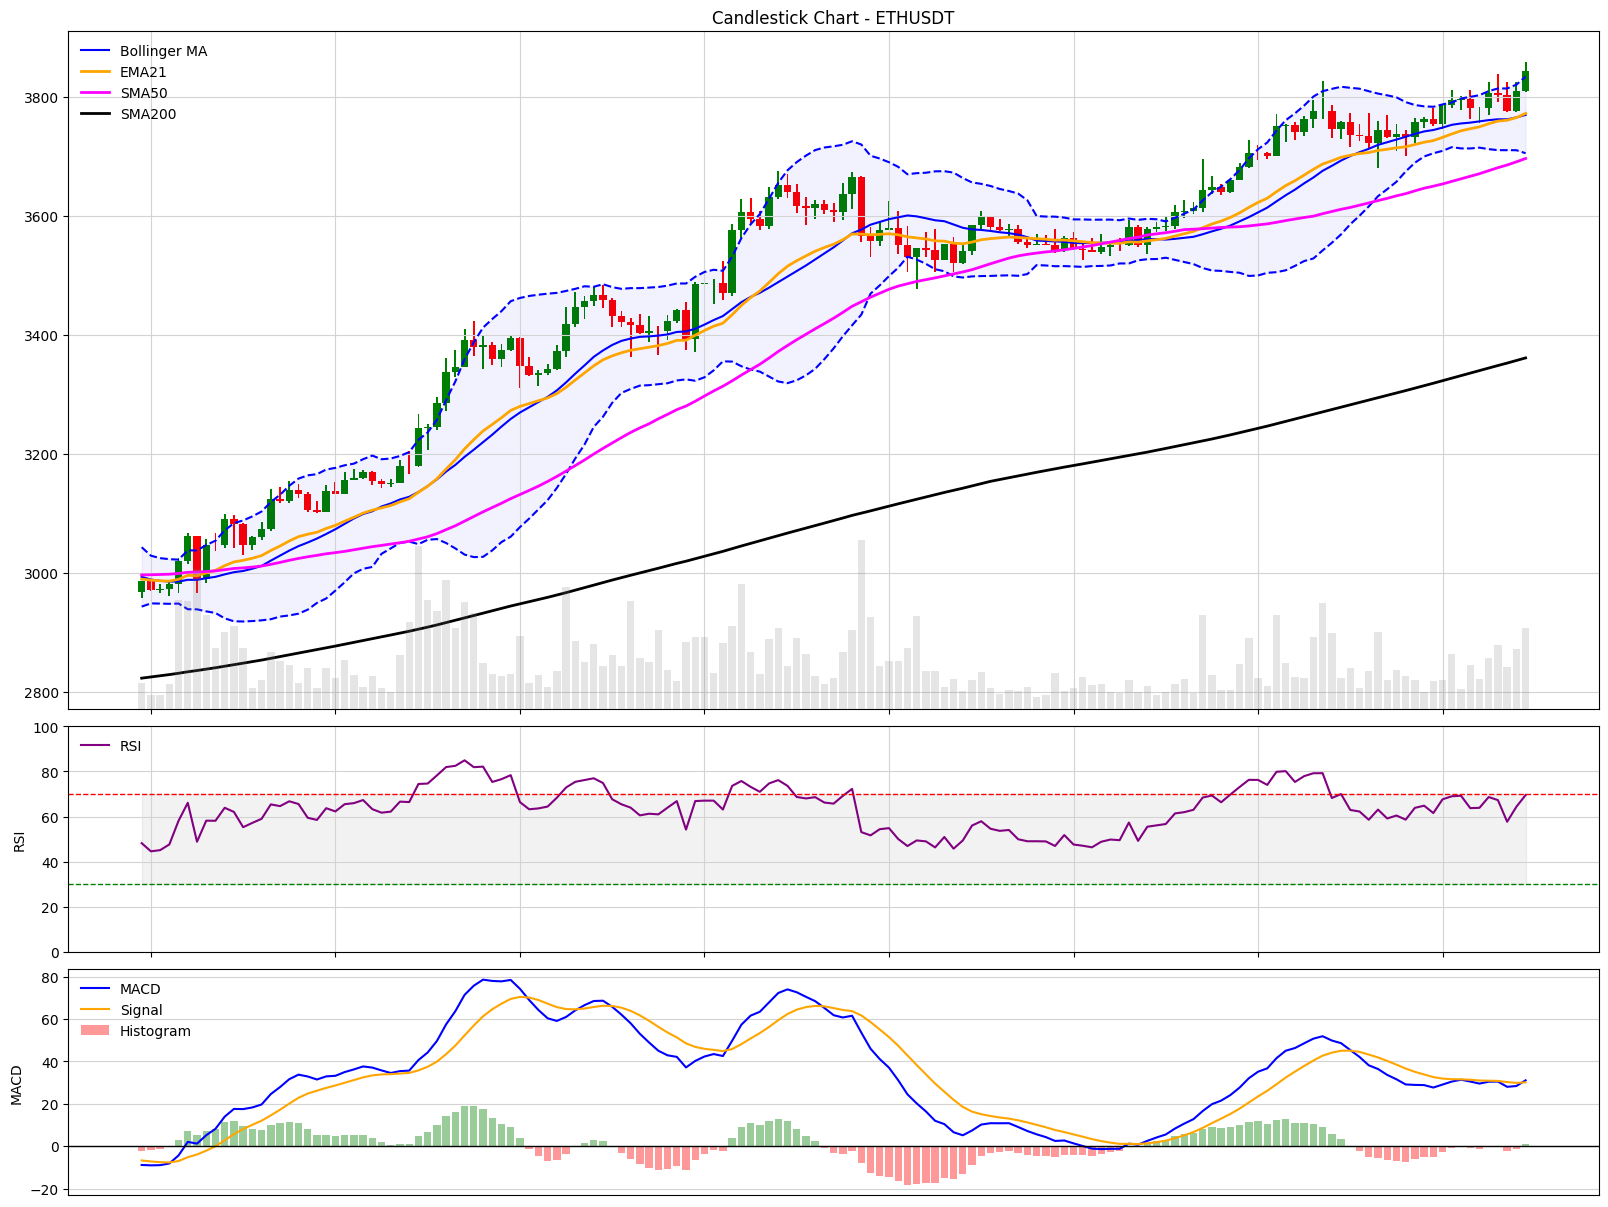 Candlestick Chart - ETHUSDT
Bollinger MA
EMA21
SMA50
SMA200
3800
3600
3400
3200
3000
2800
RSI
100
80
60
40
20
0
RSI
MACD
Signal
Histogram
80
60
40
20
0
−20
MACD